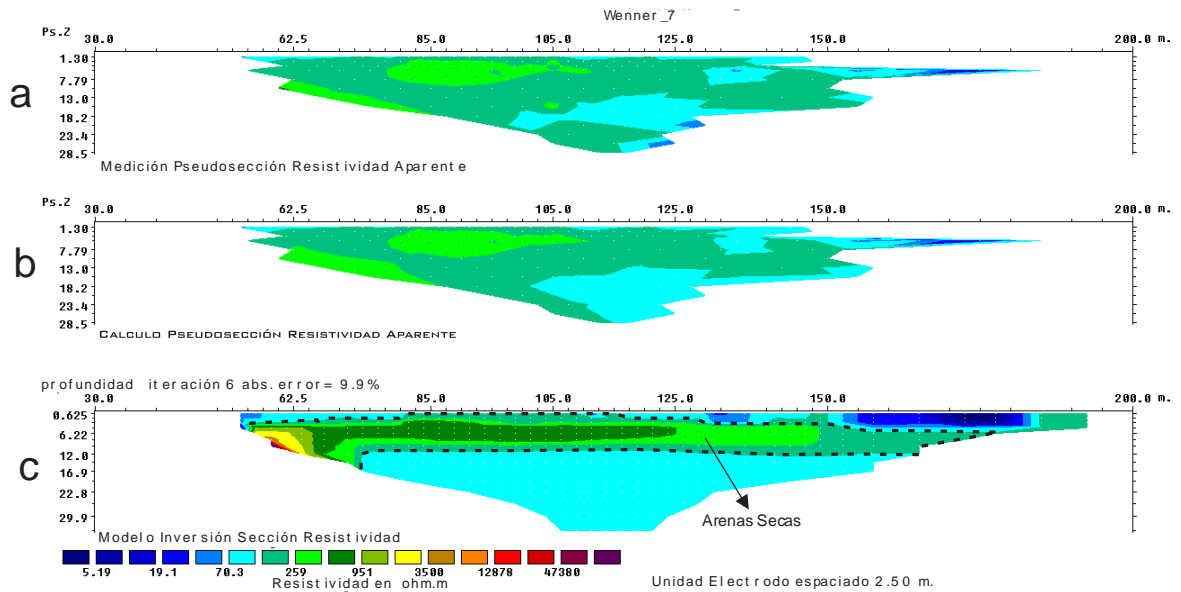 Wenner_7
Ps.Z 30.0 62.5 85.0 105.0 125.0 150.0 200.0 m.
a
1.30
7.79
13.0
18.2
23.4
28.5
Medición Pseudosección Resistividad Aparente
Ps.Z 30.0 62.5 85.0 105.0 125.0 150.0 200.0 m.
b
1.30
7.79
13.0
18.2
23.4
28.5
CALCULO PSEUDOSECCIÓN RESISTIVIDAD APARENTE
profundidad iteración 6 abs. error = 9.9%
30.0 62.5 85.0 105.0 125.0 150.0 200.0 m.
c
0.625
6.22
12.0
16.9
22.8
29.9
Arenas Secas
Modelo Inversión Sección Resistividad
5.19 19.1 70.3 259 951 3500 12878 47380
Resistividad en ohm.m
Unidad Electrodo espaciado 2.50 m.